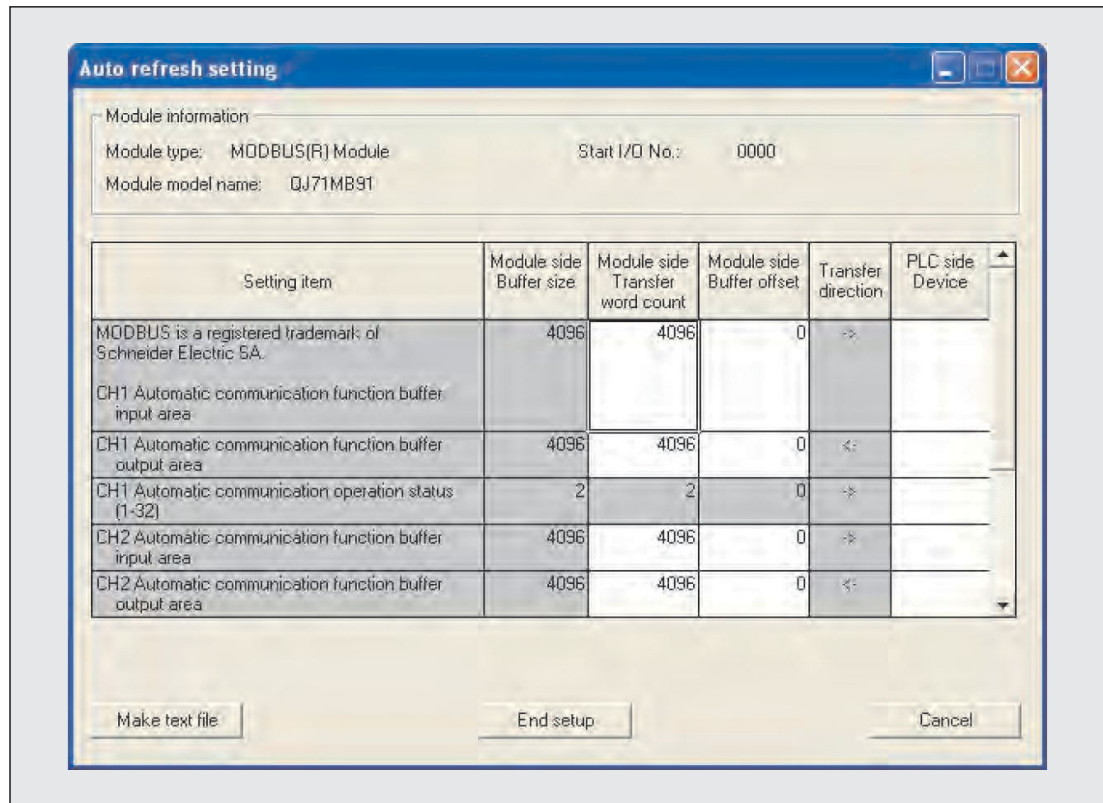 Auto refresh setting
Module information
Module type: MODBUS(R) Module Start I/O No.: 0000
Module model name: QJ71MB91
Setting item
Module side Buffer size
Module side Transfer word count
Module side Buffer offset
Transfer direction
PLC side Device
MODBUS is a registered trademark of 4096 4096 0 ->
Schneider Electric SA.
CH1 Automatic communication function buffer
input area
CH1 Automatic communication function buffer 4096 4096 0 <-
output area
CH1 Automatic communication operation status 2 2 0 ->
(1-32)
CH2 Automatic communication function buffer 4096 4096 0 ->
input area
CH2 Automatic communication function buffer 4096 4096 0 <-
output area
Make text file End setup Cancel